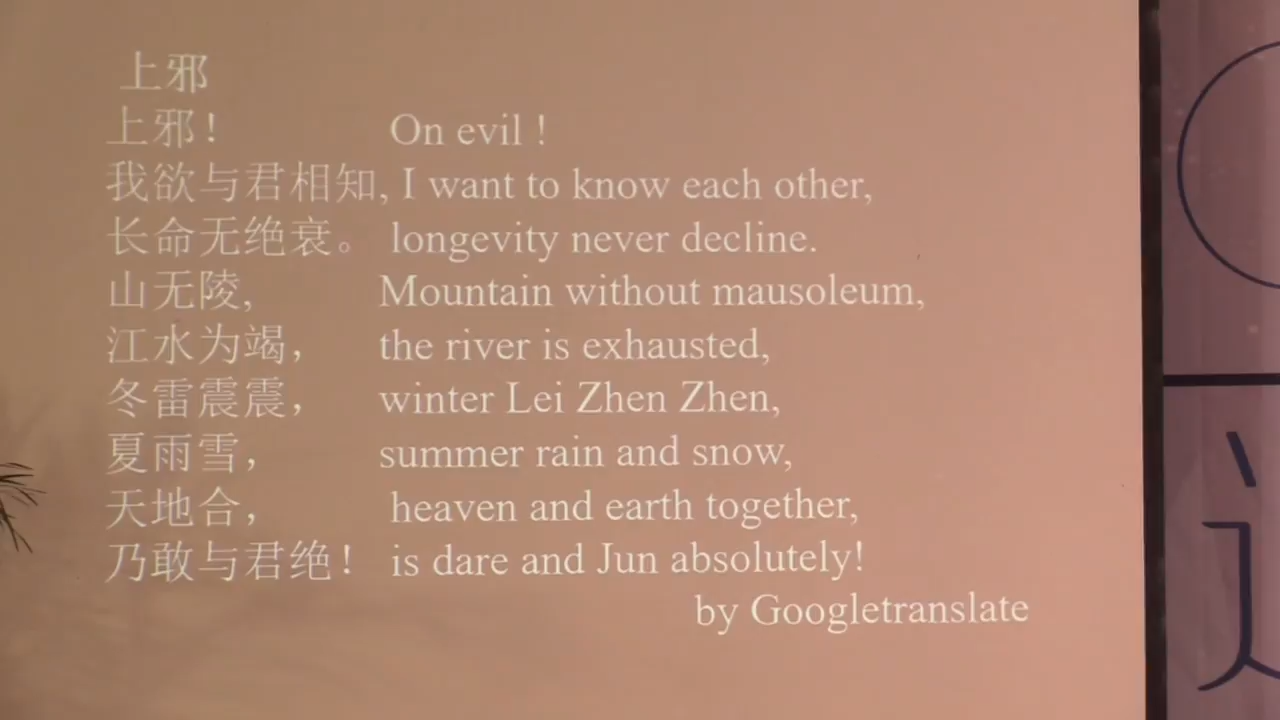 上邪
上邪! On evil !
我欲与君相知, I want to know each other,
长命无绝衰。 longevity never decline.
山无陵, Mountain without mausoleum,
江水为竭， the river is exhausted,
冬雷震震， winter Lei Zhen Zhen,
夏雨雪， summer rain and snow,
天地合， heaven and earth together,
乃敢与君绝! is dare and Jun absolutely!
by Googletranslate